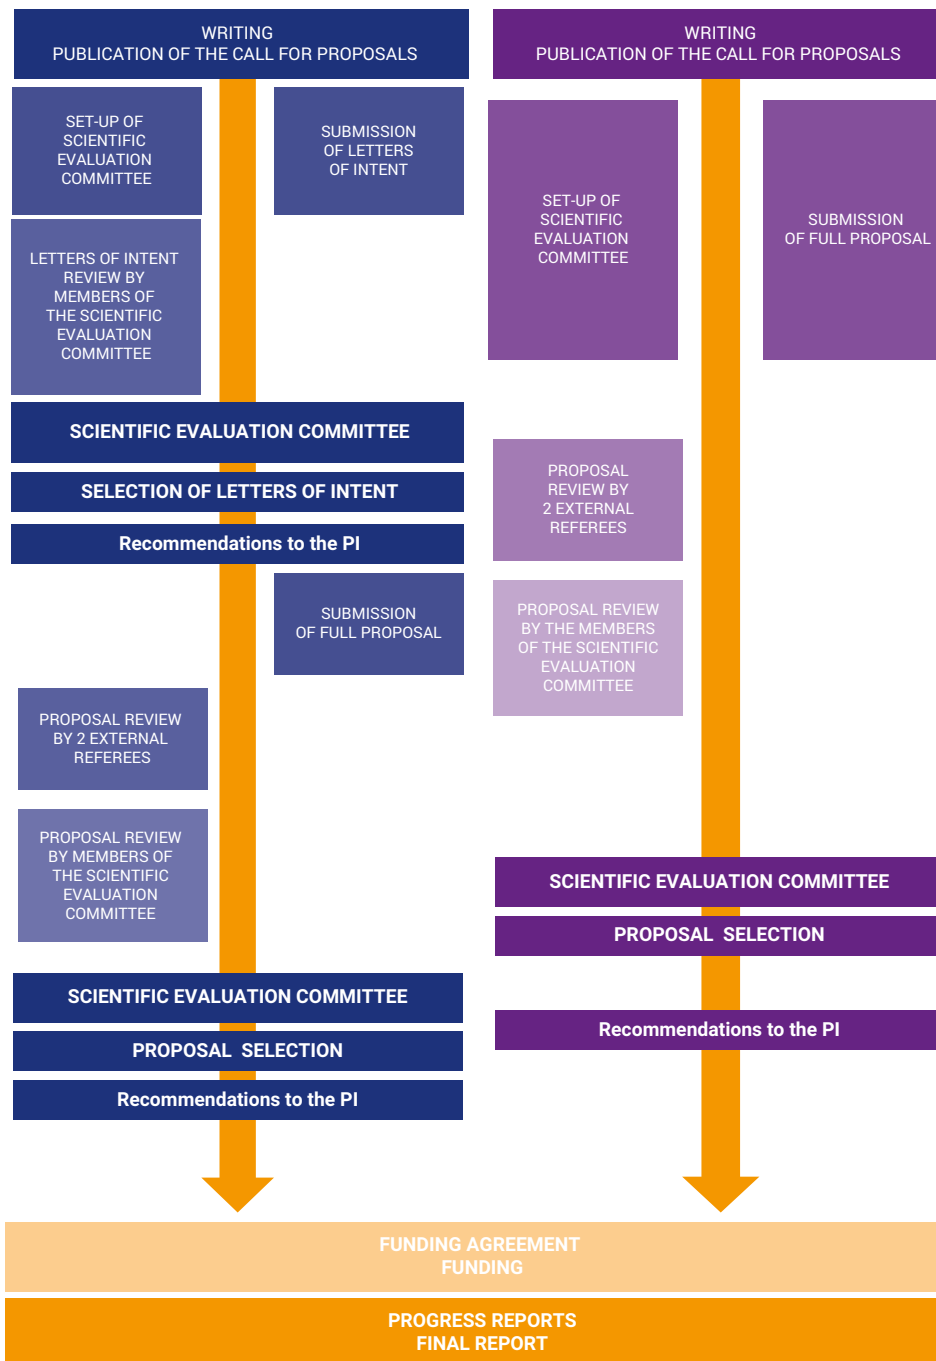 WRITING
PUBLICATION OF THE CALL FOR PROPOSALS
SET-UP OF
SCIENTIFIC
EVALUATION
COMMITTEE
SUBMISSION
OF LETTERS
OF INTENT
LETTERS OF INTENT
REVIEW BY
MEMBERS OF
THE SCIENTIFIC
EVALUATION
COMMITTEE
SCIENTIFIC EVALUATION COMMITTEE
SELECTION OF LETTERS OF INTENT
Recommendations to the PI
SUBMISSION
OF FULL PROPOSAL
PROPOSAL REVIEW
BY 2 EXTERNAL
REFEREES
PROPOSAL REVIEW
BY MEMBERS OF
THE SCIENTIFIC
EVALUATION
COMMITTEE
SCIENTIFIC EVALUATION COMMITTEE
PROPOSAL SELECTION
Recommendations to the PI
WRITING
PUBLICATION OF THE CALL FOR PROPOSALS
SET-UP OF
SCIENTIFIC
EVALUATION
COMMITTEE
SUBMISSION
OF FULL PROPOSAL
PROPOSAL
REVIEW BY
2 EXTERNAL
REFEREES
PROPOSAL REVIEW
BY THE MEMBERS
OF THE SCIENTIFIC
EVALUATION
COMMITTEE
SCIENTIFIC EVALUATION COMMITTEE
PROPOSAL SELECTION
Recommendations to the PI
FUNDING AGREEMENT
FUNDING
PROGRESS REPORTS
FINAL REPORT